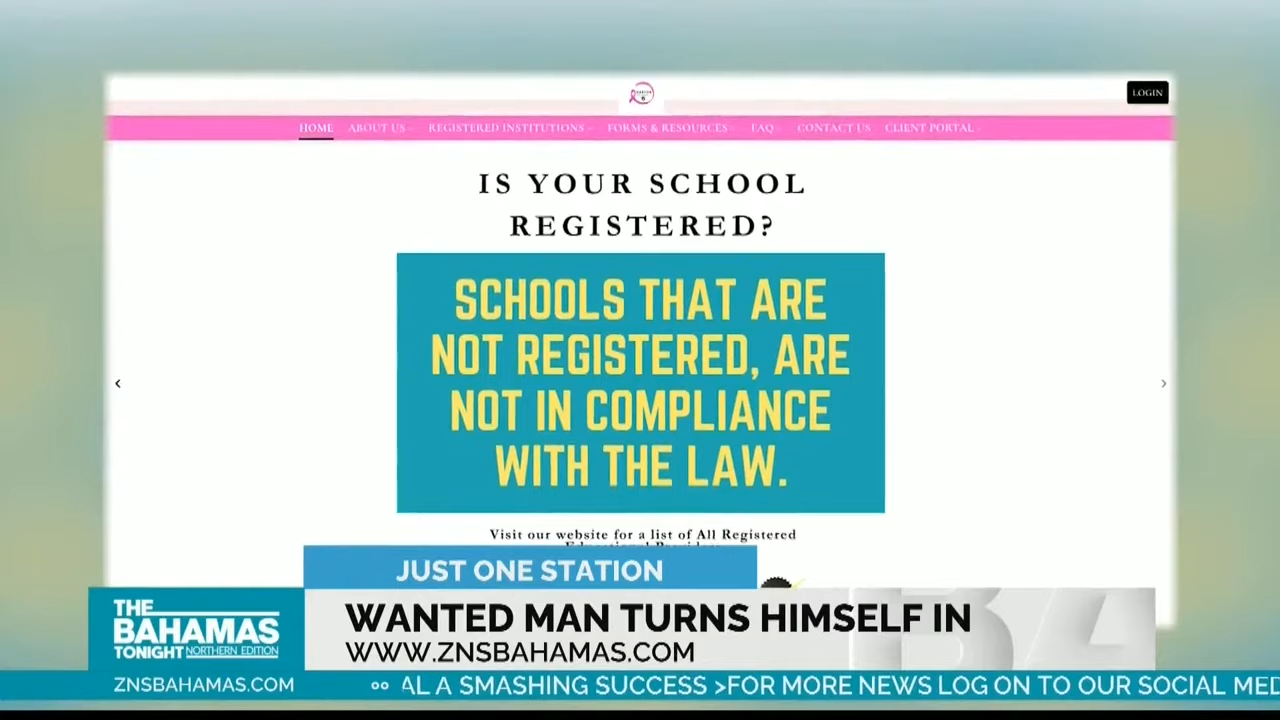 LOGIN
HOME ABOUT US REGISTERED INSTITUTIONS FORMS & RESOURCES FAQ CONTACT US CLIENT PORTAL
IS YOUR SCHOOL
REGISTERED?
SCHOOLS THAT ARE
NOT REGISTERED, ARE
NOT IN COMPLIANCE
WITH THE LAW.
Visit our website for a list of All Registered
JUST ONE STATION
WANTED MAN TURNS HIMSELF IN
WWW.ZNSBAHAMAS.COM
THE
BAHAMAS
TONIGHT NORTHERN EDITION
ZNSBAHAMAS.COM
AL A SMASHING SUCCESS >FOR MORE NEWS LOG ON TO OUR SOCIAL MED